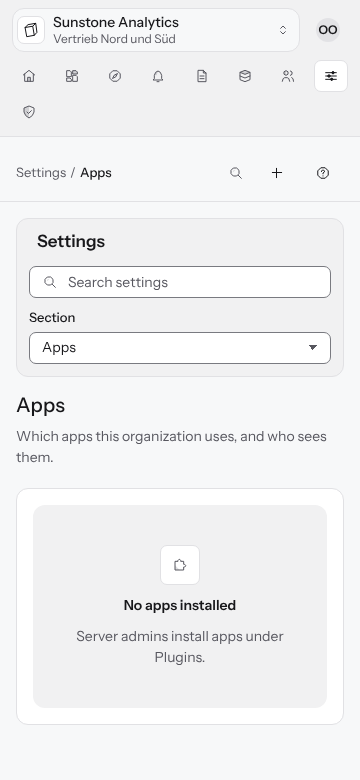 Sunstone Analytics
Vertrieb Nord und Süd
OO
Settings / Apps
Settings
Search settings
Section
Apps
Apps
Which apps this organization uses, and who sees
them.
No apps installed
Server admins install apps under
Plugins.